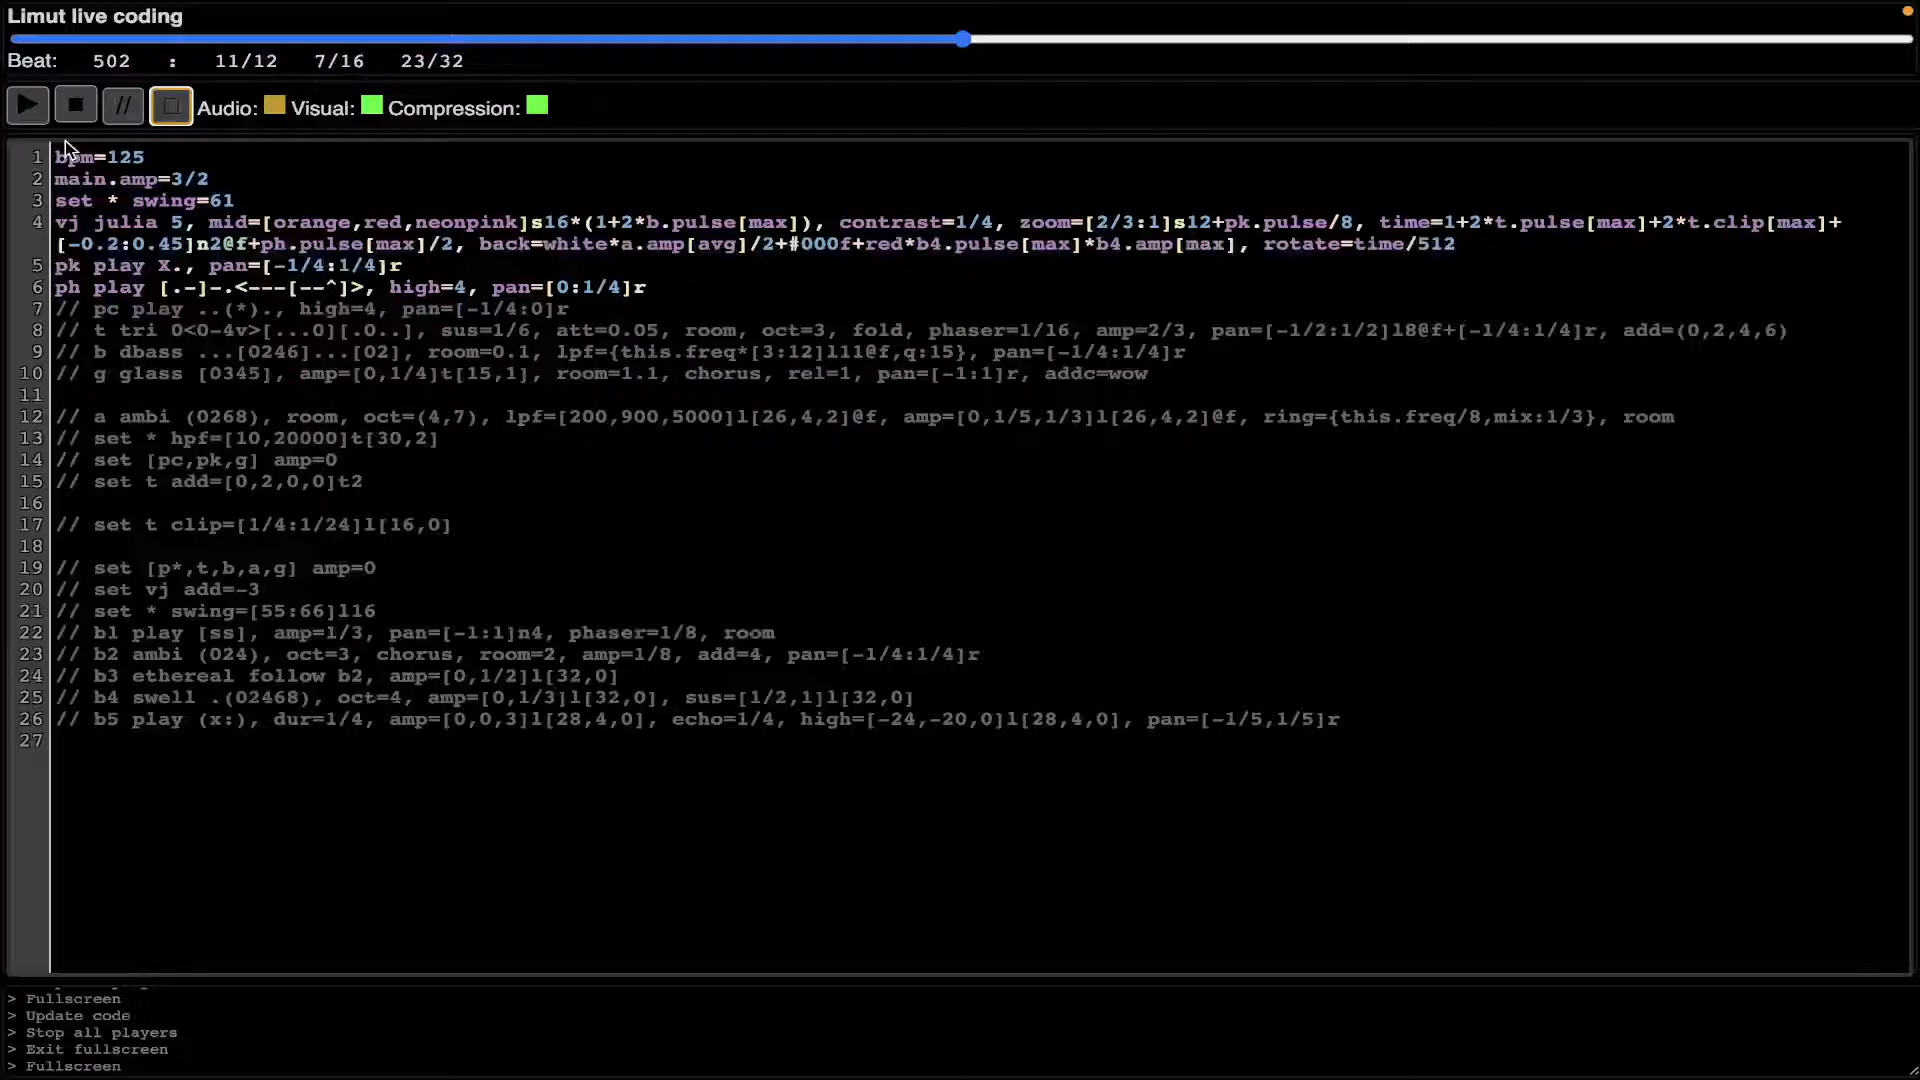 Limut live coding
Beat: 502 : 11/12 7/16 23/32
// Audio: Visual: Compression:
1 bpm=125
2 main.amp=3/2
3 set * swing=61
4 vj julia 5, mid=[orange,red,neonpink]s16*(1+2*b.pulse[max]), contrast=1/4, zoom=[2/3:1]s12+pk.pulse/8, time=1+2*t.pulse[max]+2*t.clip[max]+
[-0.2:0.45]n2@f+ph.pulse[max]/2, back=white*a.amp[avg]/2+#000f+red*b4.pulse[max]*b4.amp[max], rotate=time/512
5 pk play X., pan=[-1/4:1/4]r
6 ph play [.-]-.<---[--^]>, high=4, pan=[0:1/4]r
7 // pc play ..(*)., high=4, pan=[-1/4:0]r
8 // t tri 0<0-4v>[...0][.0..], sus=1/6, att=0.05, room, oct=3, fold, phaser=1/16, amp=2/3, pan=[-1/2:1/2]l8@f+[-1/4:1/4]r, add=(0,2,4,6)
9 // b dbass ...[0246]...[02], room=0.1, lpf={this.freq*[3:12]l11@f,q:15}, pan=[-1/4:1/4]r
10 // g glass [0345], amp=[0,1/4]t[15,1], room=1.1, chorus, rel=1, pan=[-1:1]r, addc=wow
11
12 // a ambi (0268), room, oct=(4,7), lpf=[200,900,5000]l[26,4,2]@f, amp=[0,1/5,1/3]l[26,4,2]@f, ring={this.freq/8,mix:1/3}, room
13 // set * hpf=[10,20000]t[30,2]
14 // set [pc,pk,g] amp=0
15 // set t add=[0,2,0,0]t2
16
17 // set t clip=[1/4:1/24]l[16,0]
18
19 // set [p*,t,b,a,g] amp=0
20 // set vj add=-3
21 // set * swing=[55:66]l16
22 // b1 play [ss], amp=1/3, pan=[-1:1]n4, phaser=1/8, room
23 // b2 ambi (024), oct=3, chorus, room=2, amp=1/8, add=4, pan=[-1/4:1/4]r
24 // b3 ethereal follow b2, amp=[0,1/2]l[32,0]
25 // b4 swell .(02468), oct=4, amp=[0,1/3]l[32,0], sus=[1/2,1]l[32,0]
26 // b5 play (x:), dur=1/4, amp=[0,0,3]l[28,4,0], echo=1/4, high=[-24,-20,0]l[28,4,0], pan=[-1/5,1/5]r
27
> Fullscreen
> Update code
> Stop all players
> Exit fullscreen
> Fullscreen